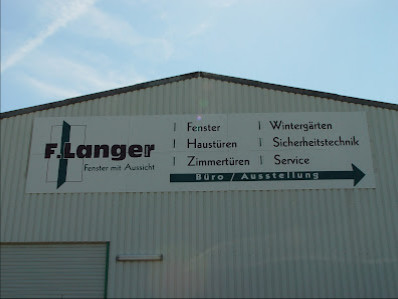 F.Langer
Fenster mit Aussicht
Fenster
Haustüren
Zimmertüren
Wintergärten
Sicherheitstechnik
Service
Büro / Ausstellung